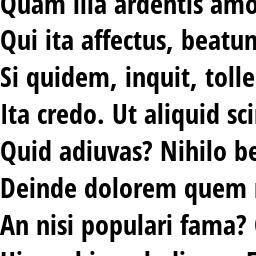 Quam illa ardentis amo
Qui ita affectus, beatum
Si quidem, inquit, tolle
Ita credo. Ut aliquid sci
Quid adiuvas? Nihilo be
Deinde dolorem quem
An nisi populari fama?